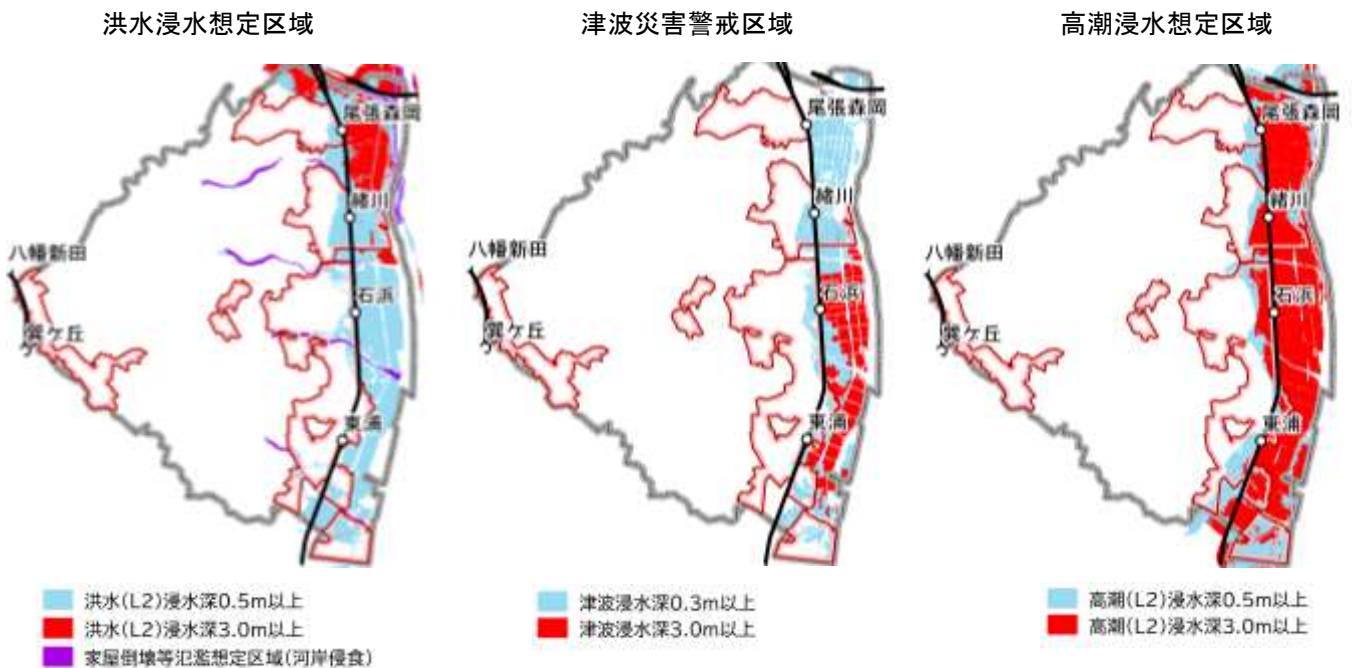 洪水浸水想定区域
津波災害警戒区域
高潮浸水想定区域
尾張森岡
緒川
八幡新田
石浜
巽ケ丘
東浦
尾張森岡
緒川
八幡新田
石浜
巽ケ丘
東浦
尾張森岡
緒川
八幡新田
石浜
巽ケ丘
東浦
洪水(L2)浸水深0.5m以上
洪水(L2)浸水深3.0m以上
家屋倒壊等氾濫想定区域(河岸侵食)
津波浸水深0.3m以上
津波浸水深3.0m以上
高潮(L2)浸水深0.5m以上
高潮(L2)浸水深3.0m以上